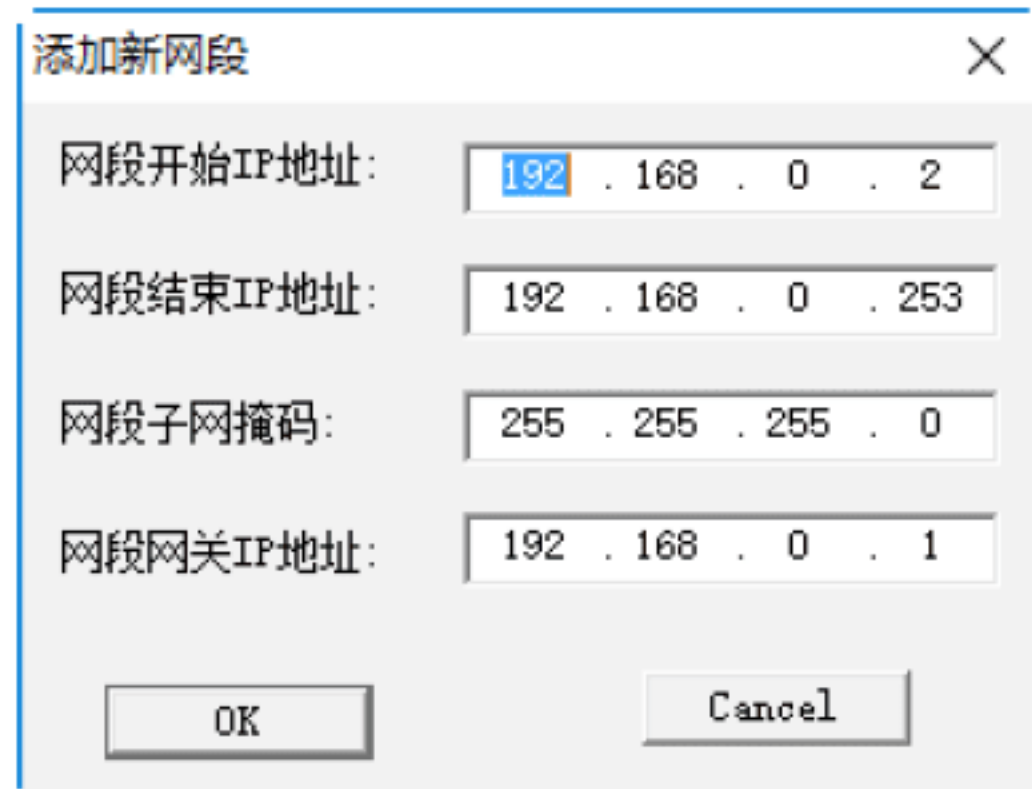 添加新网段
网段开始IP地址: 192 . 168 . 0 . 2
网段结束IP地址: 192 . 168 . 0 . 253
网段子网掩码: 255 . 255 . 255 . 0
网段网关IP地址: 192 . 168 . 0 . 1
OK Cancel